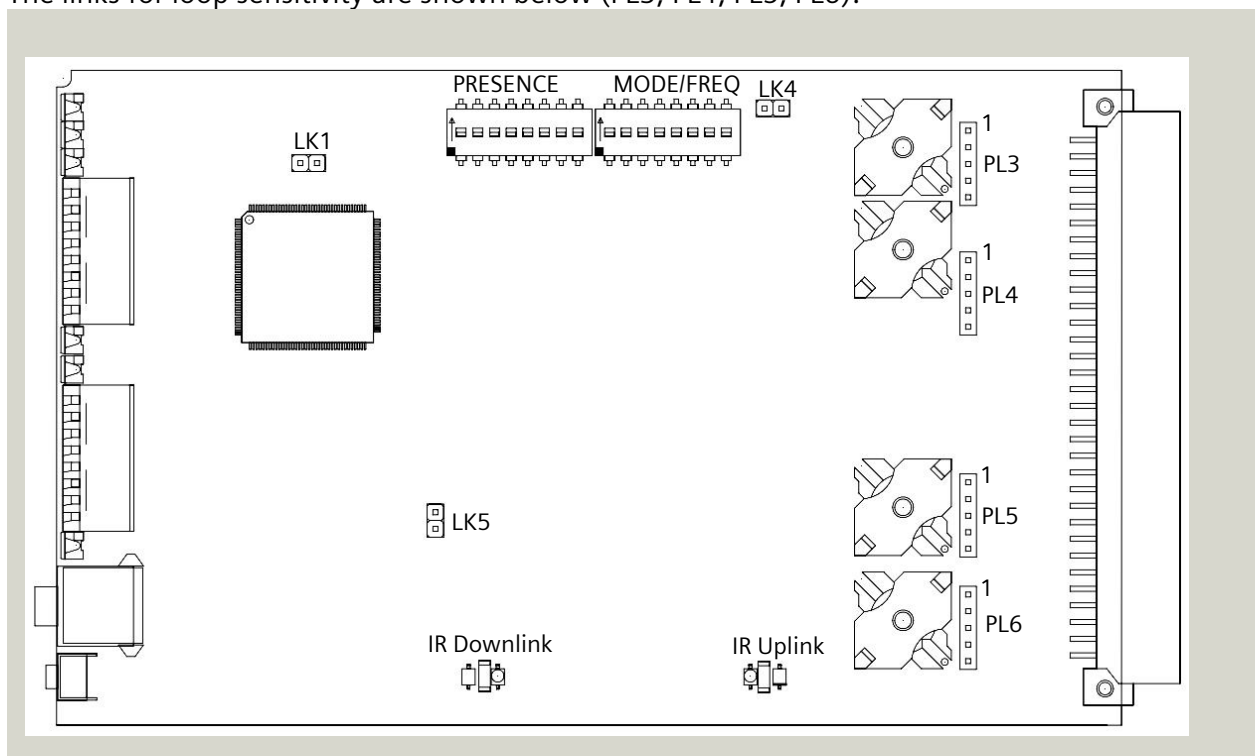 The links for loop sensitivity are shown below (PL3/PL4/PL5/PL6).
PRESENCE MODE/FREQ LK4
LK1
1
PL3
1
PL4
1
PL5
LK5
1
PL6
IR Downlink IR Uplink